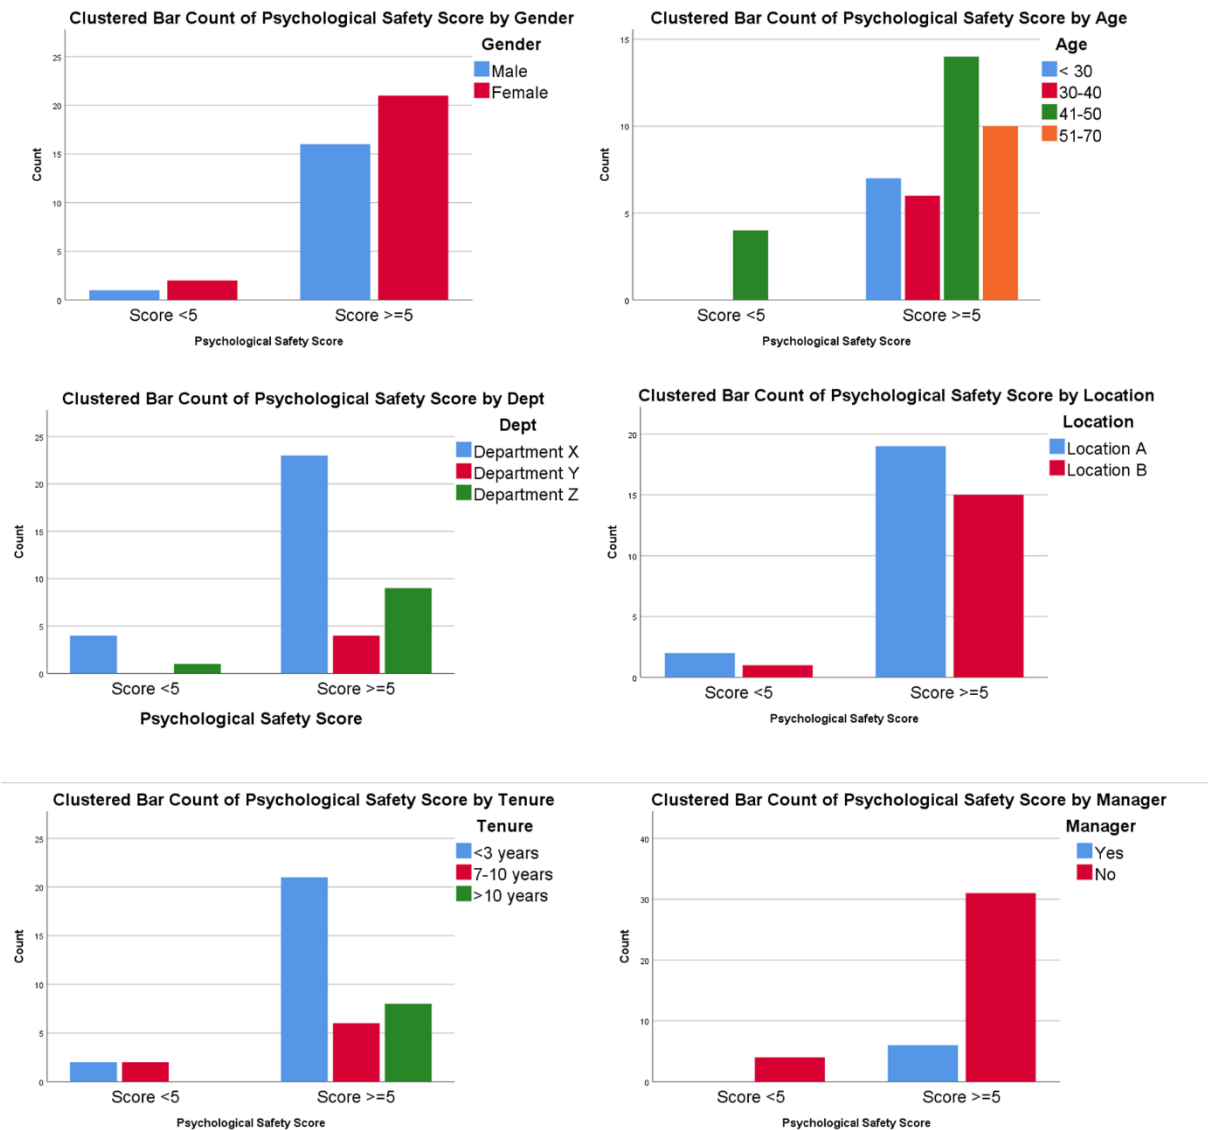 Clustered Bar Count of Psychological Safety Score by Gender
Gender
Male
Female
25
20
15
10
5
0
Count
Score <5
Score >=5
Psychological Safety Score
Clustered Bar Count of Psychological Safety Score by Age
Age
< 30
30-40
41-50
51-70
15
10
5
0
Count
Score <5
Score >=5
Psychological Safety Score
Clustered Bar Count of Psychological Safety Score by Dept
Dept
Department X
Department Y
Department Z
25
20
15
10
5
0
Count
Score <5
Score >=5
Psychological Safety Score
Clustered Bar Count of Psychological Safety Score by Location
Location
Location A
Location B
20
15
10
5
0
Count
Score <5
Score >=5
Psychological Safety Score
Clustered Bar Count of Psychological Safety Score by Tenure
Tenure
<3 years
7-10 years
>10 years
25
20
15
10
5
0
Count
Score <5
Score >=5
Psychological Safety Score
Clustered Bar Count of Psychological Safety Score by Manager
Manager
Yes
No
40
30
20
10
0
Count
Score <5
Score >=5
Psychological Safety Score